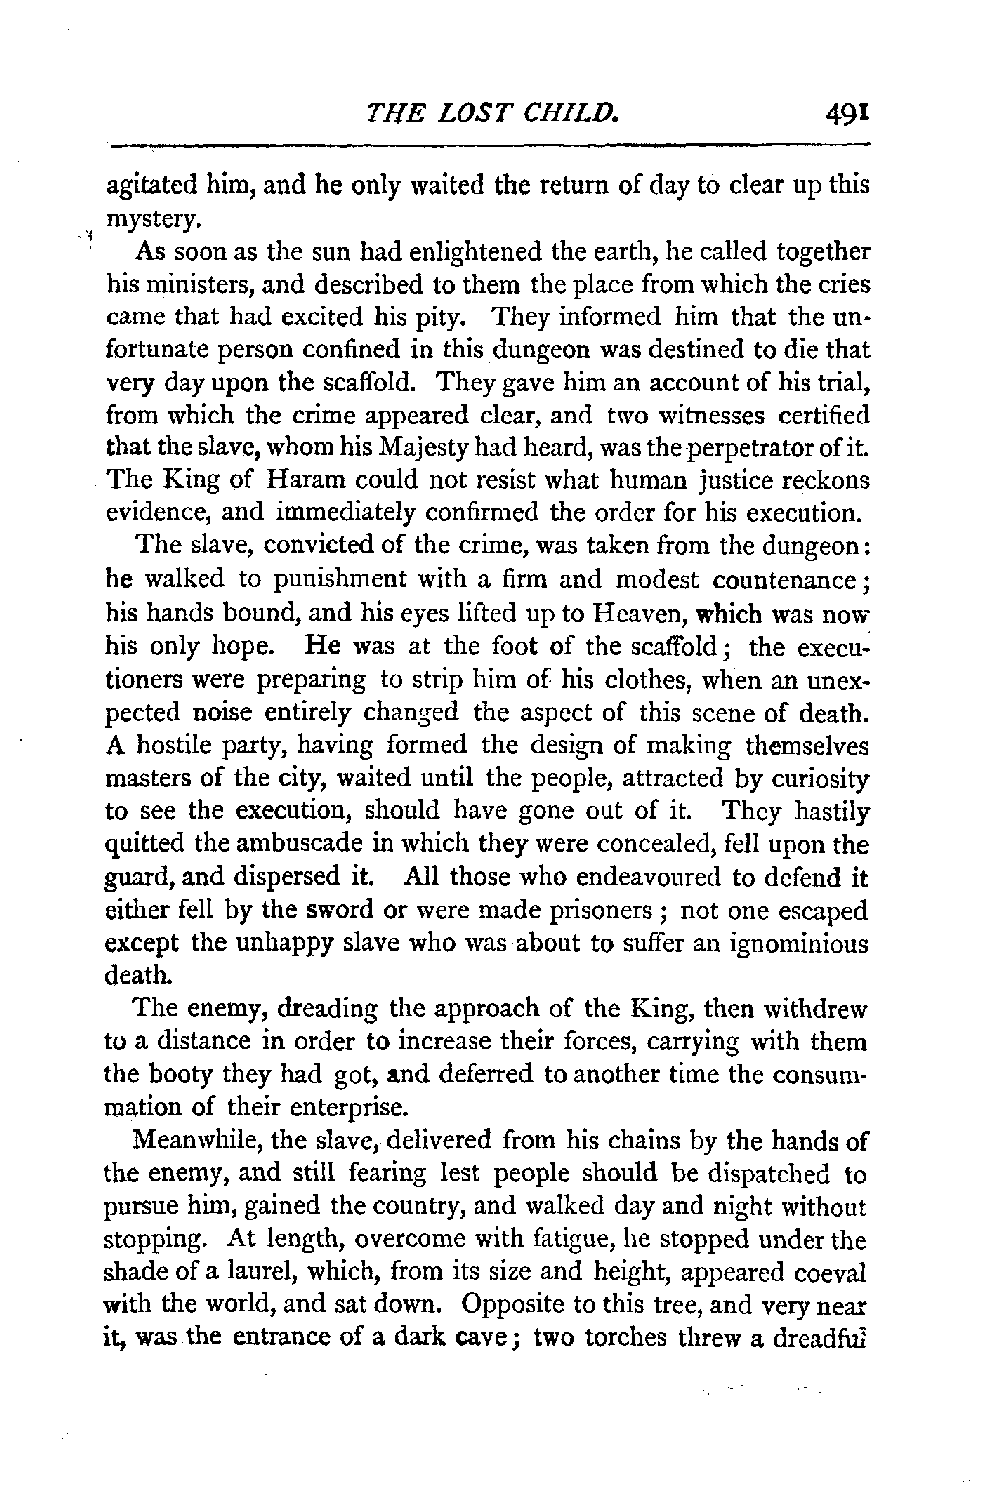 THE LOST CHILD. 491
agitated him, and he only waited the return of day to clear up this
mystery.
As soon as the sun had enlightened the earth, he called together
his ministers, and described to them the place from which the cries
came that had excited his pity. They informed him that the un-
fortunate person confined in this dungeon was destined to die that
very day upon the scaffold. They gave him an account of his trial,
from which the crime appeared clear, and two witnesses certified
that the slave, whom his Majesty had heard, was the perpetrator of it.
The King of Haram could not resist what human justice reckons
evidence, and immediately confirmed the order for his execution.
The slave, convicted of the crime, was taken from the dungeon:
he walked to punishment with a firm and modest countenance;
his hands bound, and his eyes lifted up to Heaven, which was now
his only hope. He was at the foot of the scaffold; the execu-
tioners were preparing to strip him of his clothes, when an unex-
pected noise entirely changed the aspect of this scene of death.
A hostile party, having formed the design of making themselves
masters of the city, waited until the people, attracted by curiosity
to see the execution, should have gone out of it. They hastily
quitted the ambuscade in which they were concealed, fell upon the
guard, and dispersed it. All those who endeavoured to defend it
either fell by the sword or were made prisoners; not one escaped
except the unhappy slave who was about to suffer an ignominious
death.
The enemy, dreading the approach of the King, then withdrew
to a distance in order to increase their forces, carrying with them
the booty they had got, and deferred to another time the consum-
mation of their enterprise.
Meanwhile, the slave, delivered from his chains by the hands of
the enemy, and still fearing lest people should be dispatched to
pursue him, gained the country, and walked day and night without
stopping. At length, overcome with fatigue, he stopped under the
shade of a laurel, which, from its size and height, appeared coeval
with the world, and sat down. Opposite to this tree, and very near
it, was the entrance of a dark cave; two torches threw a dreadful